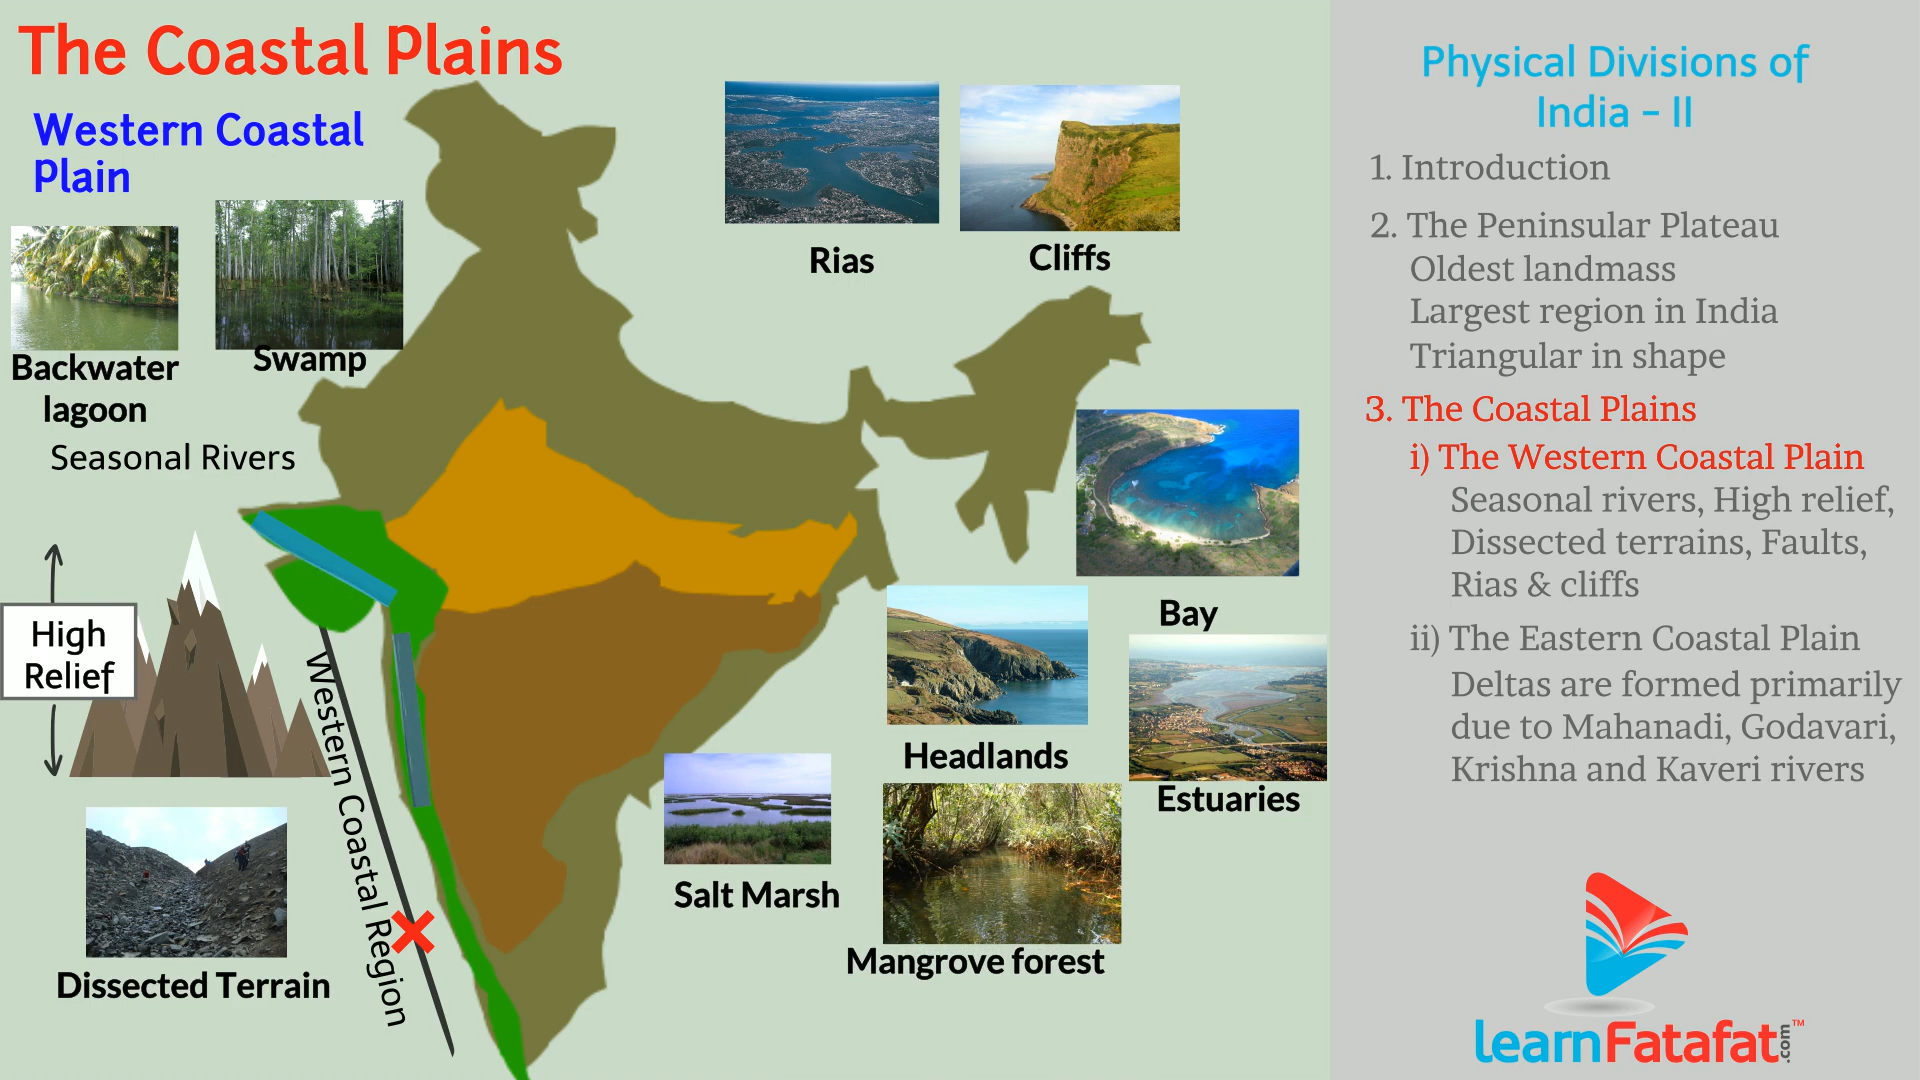 The Coastal Plains
Western Coastal
Plain
Backwater
lagoon
Swamp
Seasonal Rivers
High
Relief
Dissected Terrain
Western Coastal Region
Rias
Cliffs
Bay
Headlands
Estuaries
Salt Marsh
Mangrove forest
Physical Divisions of
India - II
1. Introduction
2. The Peninsular Plateau
Oldest landmass
Largest region in India
Triangular in shape
3. The Coastal Plains
i) The Western Coastal Plain
Seasonal rivers, High relief,
Dissected terrains, Faults,
Rias & cliffs
ii) The Eastern Coastal Plain
Deltas are formed primarily
due to Mahanadi, Godavari,
Krishna and Kaveri rivers
learnFatafat.com™